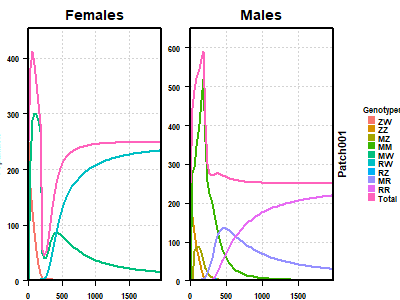 Females
Males
400
300
200
100
0
0
500
1000
1500
600
500
400
300
200
100
0
0
500
1000
1500
Patch001
Genotypes
ZW
ZZ
MZ
MM
MW
RW
RZ
MR
RR
Total